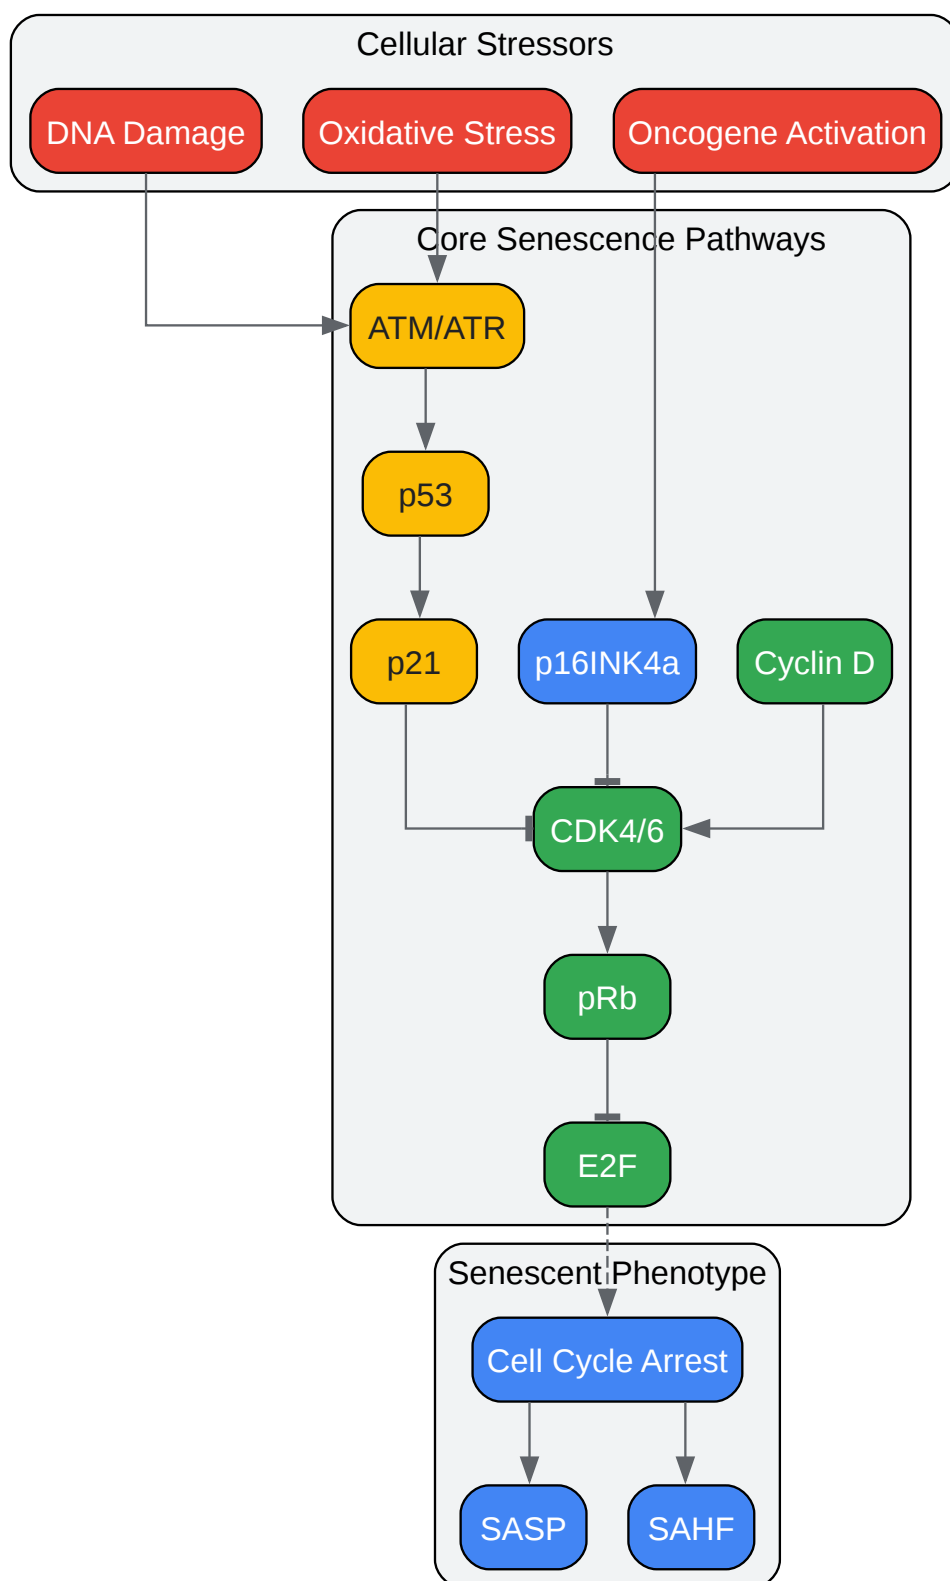 Cellular Stressors
DNA Damage
Oxidative Stress
Oncogene Activation
Core Senescence Pathways
ATM/ATR
p53
p21
p16INK4a
Cyclin D
CDK4/6
pRb
E2F
Senescent Phenotype
Cell Cycle Arrest
SASP
SAHF